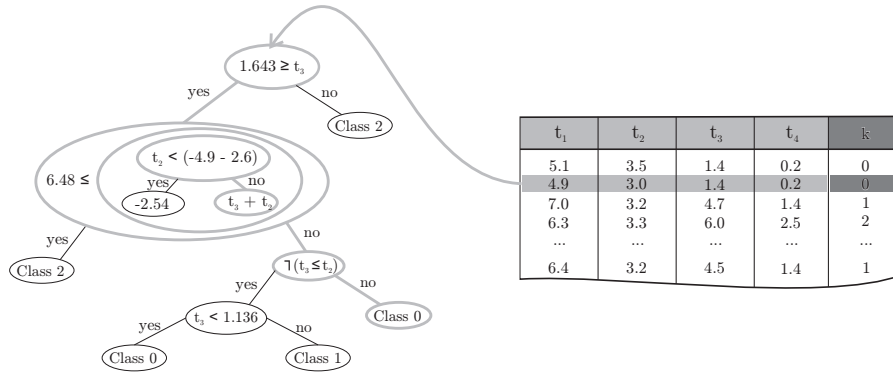 1.643 ≥ t₃
yes
no
Class 2
t₂ < (-4.9 - 2.6)
6.48 ≤
yes
no
-2.54
t₃ + t₂
yes
no
Class 2
ꓶ(t₃ ≤ t₂)
yes
no
t₃ < 1.136
Class 0
yes
no
Class 0
Class 1
t₁ t₂ t₃ t₄ k
5.1 3.5 1.4 0.2 0
4.9 3.0 1.4 0.2 0
7.0 3.2 4.7 1.4 1
6.3 3.3 6.0 2.5 2
... ... ... ... ...
6.4 3.2 4.5 1.4 1